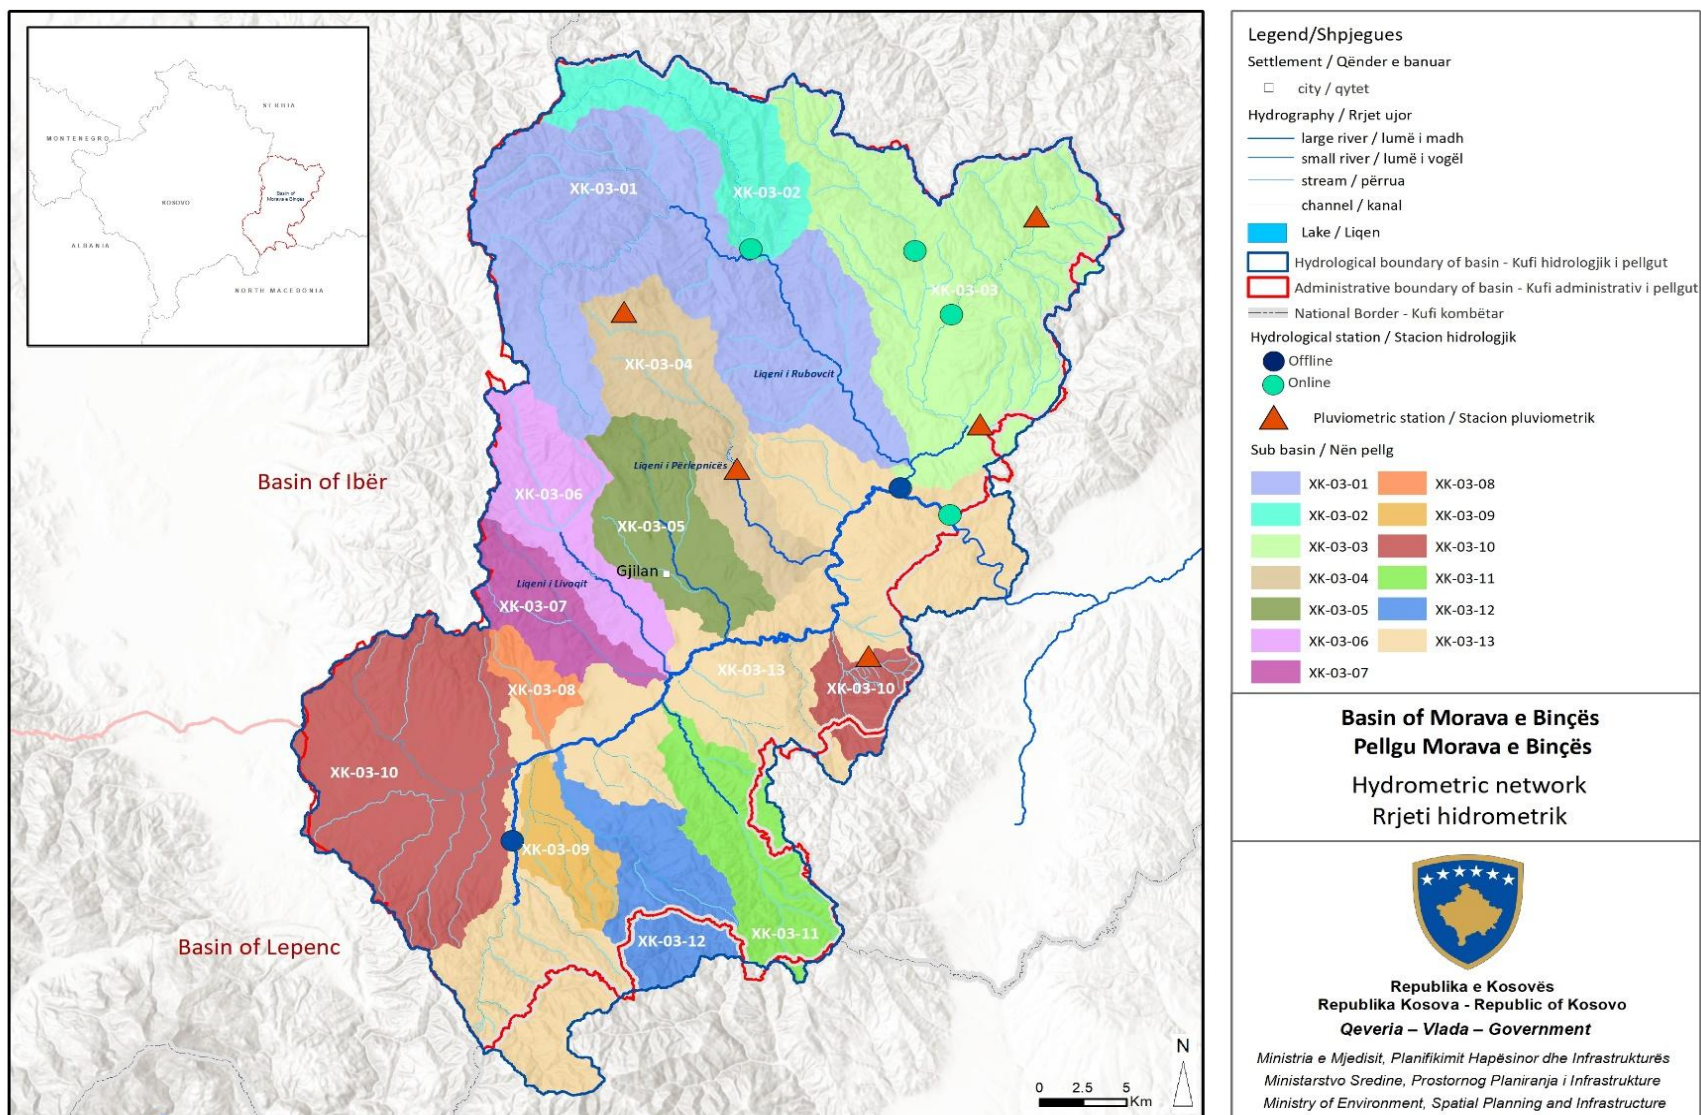 SERBIA
MONTENEGRO
KOSOVO
Basin of
Morava e Binçës
ALBANIA
NORTH MACEDONIA
XK-03-01
XK-03-02
XK-03-03
XK-03-04
Liqeni i Rubovcit
Basin of Ibër
Liqeni i Përlepnicës
XK-03-06
XK-03-05
Gjilan
Liqeni i Livoqit
XK-03-07
XK-03-13
XK-03-08
XK-03-10
XK-03-10
XK-03-09
XK-03-11
XK-03-12
Basin of Lepenc
N
0 2.5 5
Km
Legend/Shpjegues
Settlement / Qënder e banuar
city / qytet
Hydrography / Rrjet ujor
large river / lumë i madh
small river / lumë i vogël
stream / përrua
channel / kanal
Lake / Liqen
Hydrological boundary of basin - Kufi hidrologjik i pellgut
Administrative boundary of basin - Kufi administrativ i pellgut
National Border - Kufi kombëtar
Hydrological station / Stacion hidrologjik
Offline
Online
Pluviometric station / Stacion pluviometrik
Sub basin / Nën pellg
XK-03-01 XK-03-08
XK-03-02 XK-03-09
XK-03-03 XK-03-10
XK-03-04 XK-03-11
XK-03-05 XK-03-12
XK-03-06 XK-03-13
XK-03-07
Basin of Morava e Binçës
Pellgu Morava e Binçës
Hydrometric network
Rrjeti hidrometrik
Republika e Kosovës
Republika Kosova - Republic of Kosovo
Qeveria – Vlada – Government
Ministria e Mjedisit, Planifikimit Hapësinor dhe Infrastrukturës
Ministarstvo Sredine, Prostornog Planiranja i Infrastrukture
Ministry of Environment, Spatial Planning and Infrastructure